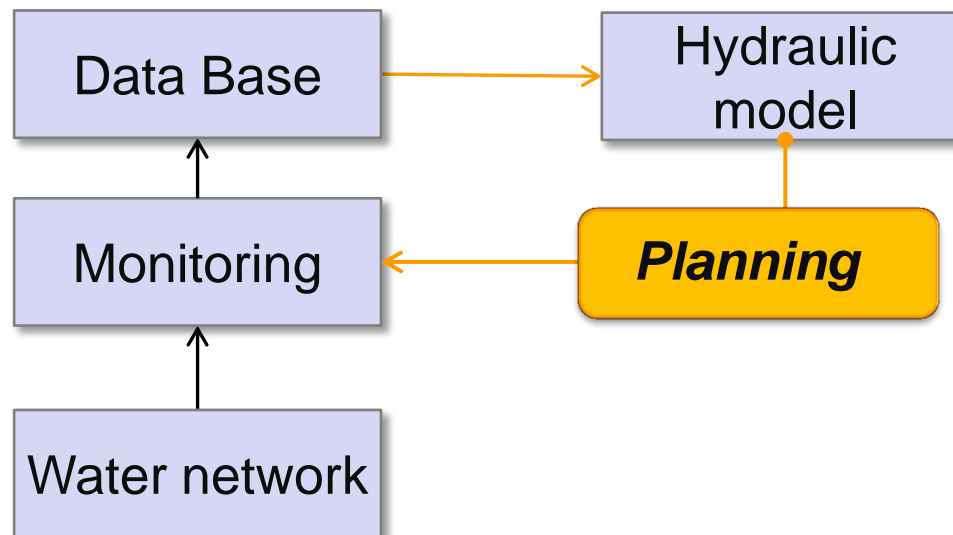 Data Base
Hydraulic
model
Monitoring
Planning
Water network